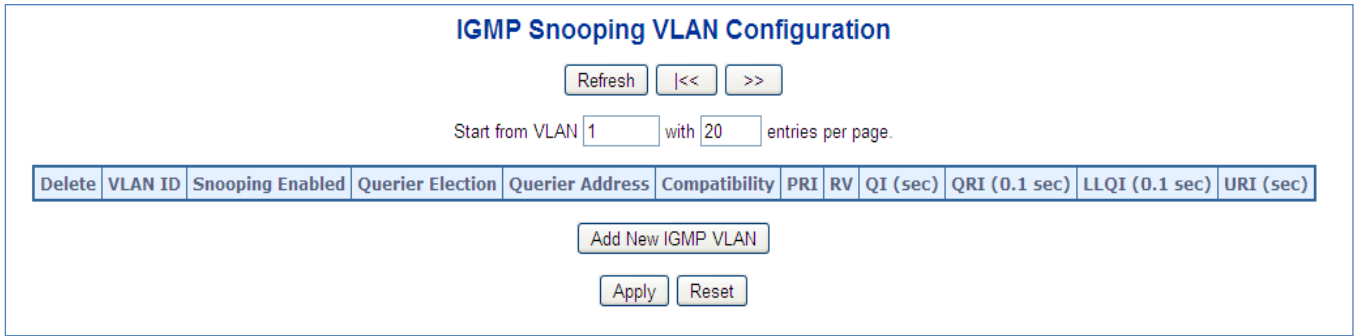 IGMP Snooping VLAN Configuration
Refresh |<< >>
Start from VLAN 1 with 20 entries per page.
Delete VLAN ID Snooping Enabled Querier Election Querier Address Compatibility PRI RV QI (sec) QRI (0.1 sec) LLQI (0.1 sec) URI (sec)
Add New IGMP VLAN
Apply Reset